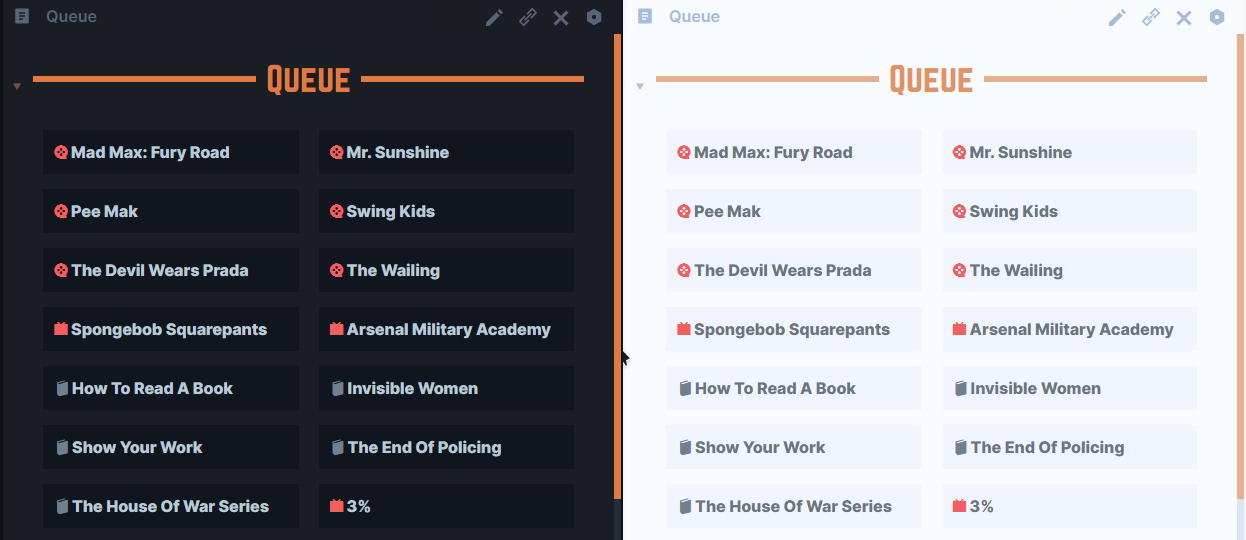 Queue
QUEUE
Mad Max: Fury Road
Mr. Sunshine
Pee Mak
Swing Kids
The Devil Wears Prada
The Wailing
Spongebob Squarepants
Arsenal Military Academy
How To Read A Book
Invisible Women
Show Your Work
The End Of Policing
The House Of War Series
3%
Queue
QUEUE
Mad Max: Fury Road
Mr. Sunshine
Pee Mak
Swing Kids
The Devil Wears Prada
The Wailing
Spongebob Squarepants
Arsenal Military Academy
How To Read A Book
Invisible Women
Show Your Work
The End Of Policing
The House Of War Series
3%